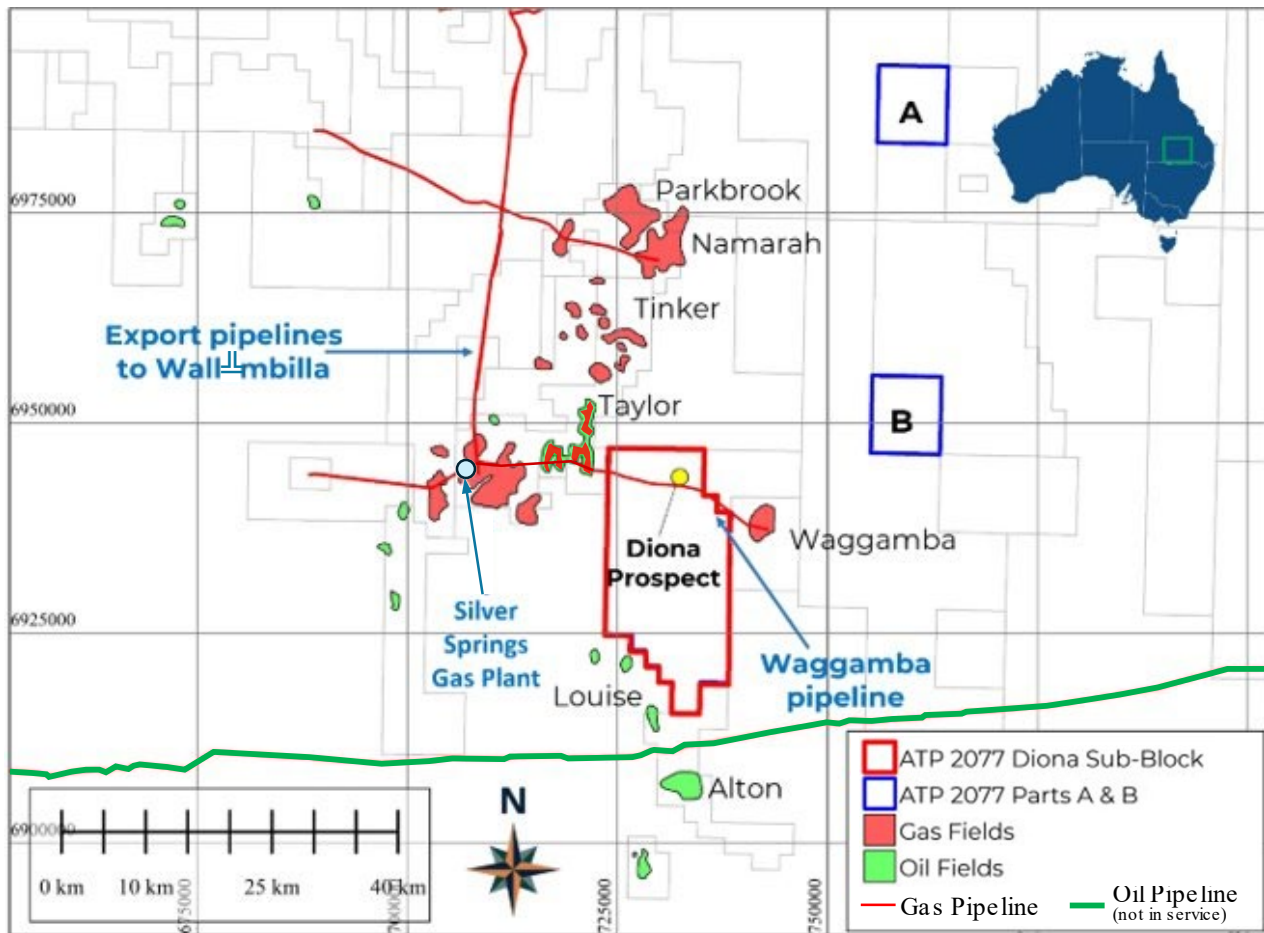 A
Parkbrook
6975000
Namarah
Tinker
Export pipelines
to Wallumbilla
Taylor
6950000
B
Waggamba
Diona
Prospect
Silver
Springs
Gas Plant
6925000
Waggamba
pipeline
Louise
ATP 2077 Diona Sub-Block
ATP 2077 Parts A & B
Gas Fields
Oil Fields
Gas Pipeline
Oil Pipeline
(not in service)
Alton
N
6900000
0 km 10 km 25 km 40 km
725000
750000